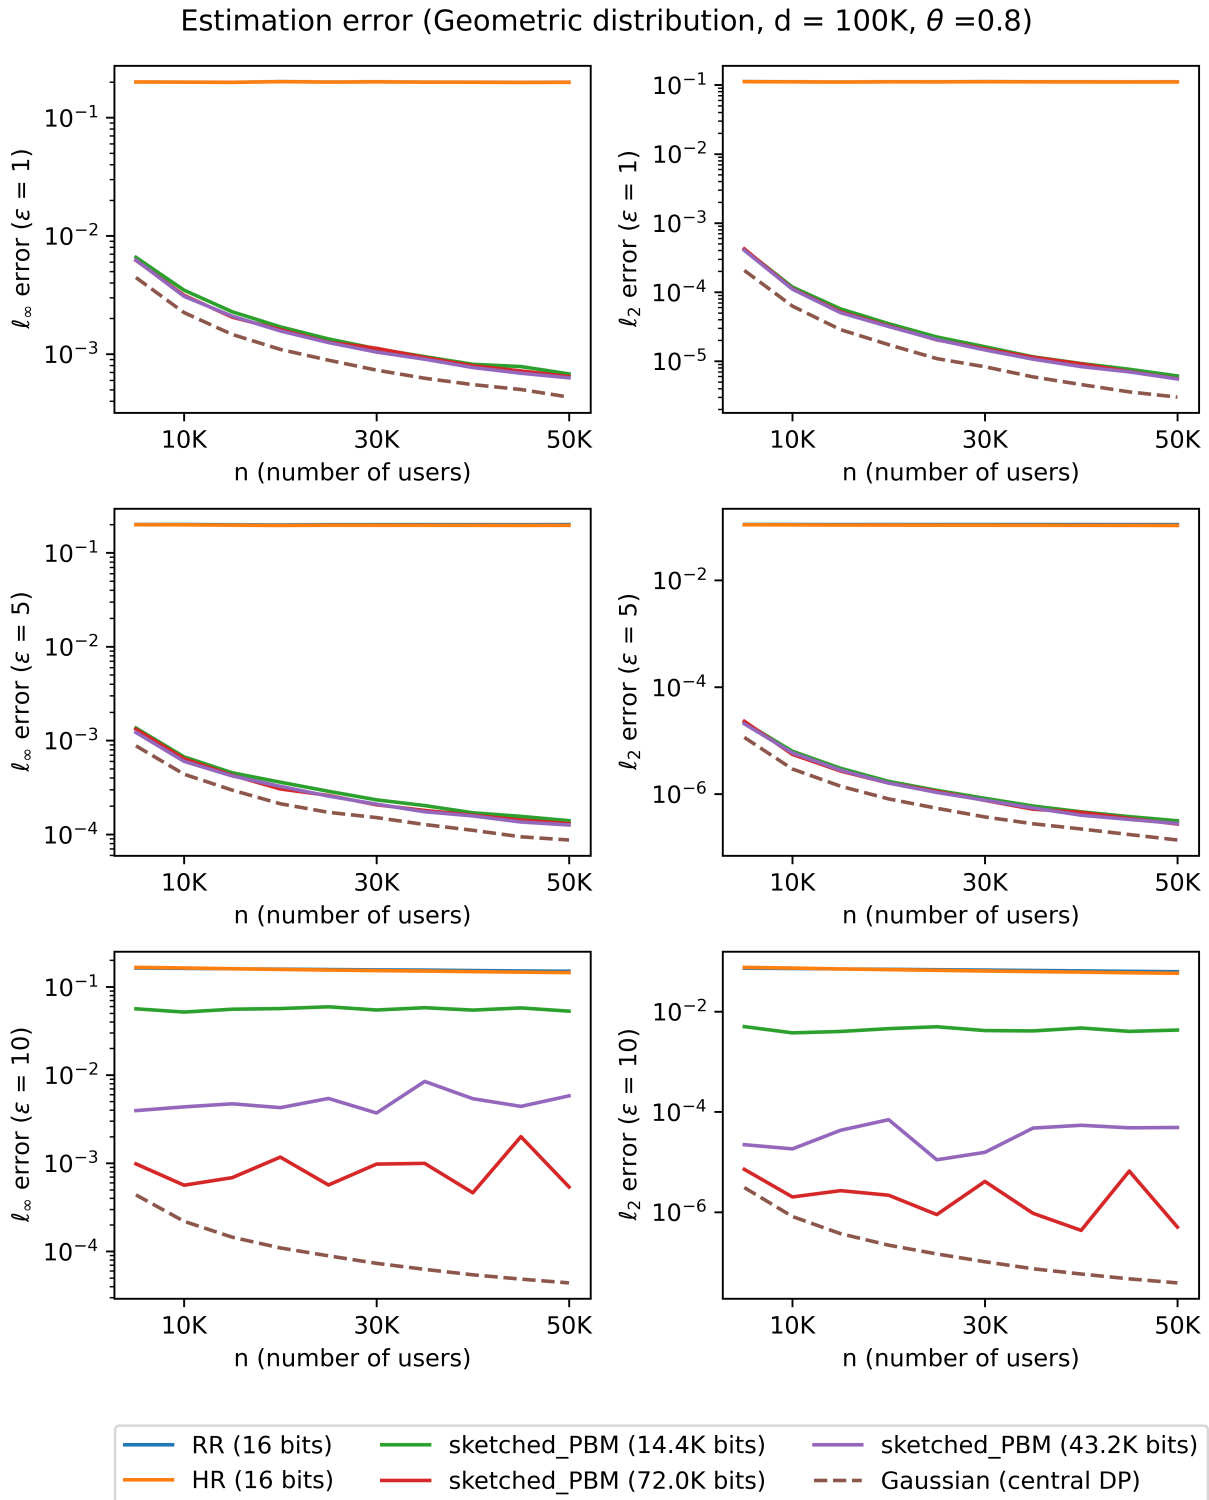 Estimation error (Geometric distribution, d = 100K, θ =0.8)
ℓ∞ error (ε = 1)
10⁻¹
10⁻²
10⁻³
10K
30K
50K
n (number of users)
ℓ₂ error (ε = 1)
10⁻¹
10⁻²
10⁻³
10⁻⁴
10⁻⁵
10K
30K
50K
n (number of users)
ℓ∞ error (ε = 5)
10⁻¹
10⁻²
10⁻³
10⁻⁴
10K
30K
50K
n (number of users)
ℓ₂ error (ε = 5)
10⁻²
10⁻⁴
10⁻⁶
10K
30K
50K
n (number of users)
ℓ∞ error (ε = 10)
10⁻¹
10⁻²
10⁻³
10⁻⁴
10K
30K
50K
n (number of users)
ℓ₂ error (ε = 10)
10⁻²
10⁻⁴
10⁻⁶
10K
30K
50K
n (number of users)
RR (16 bits)
HR (16 bits)
sketched_PBM (14.4K bits)
sketched_PBM (72.0K bits)
sketched_PBM (43.2K bits)
Gaussian (central DP)